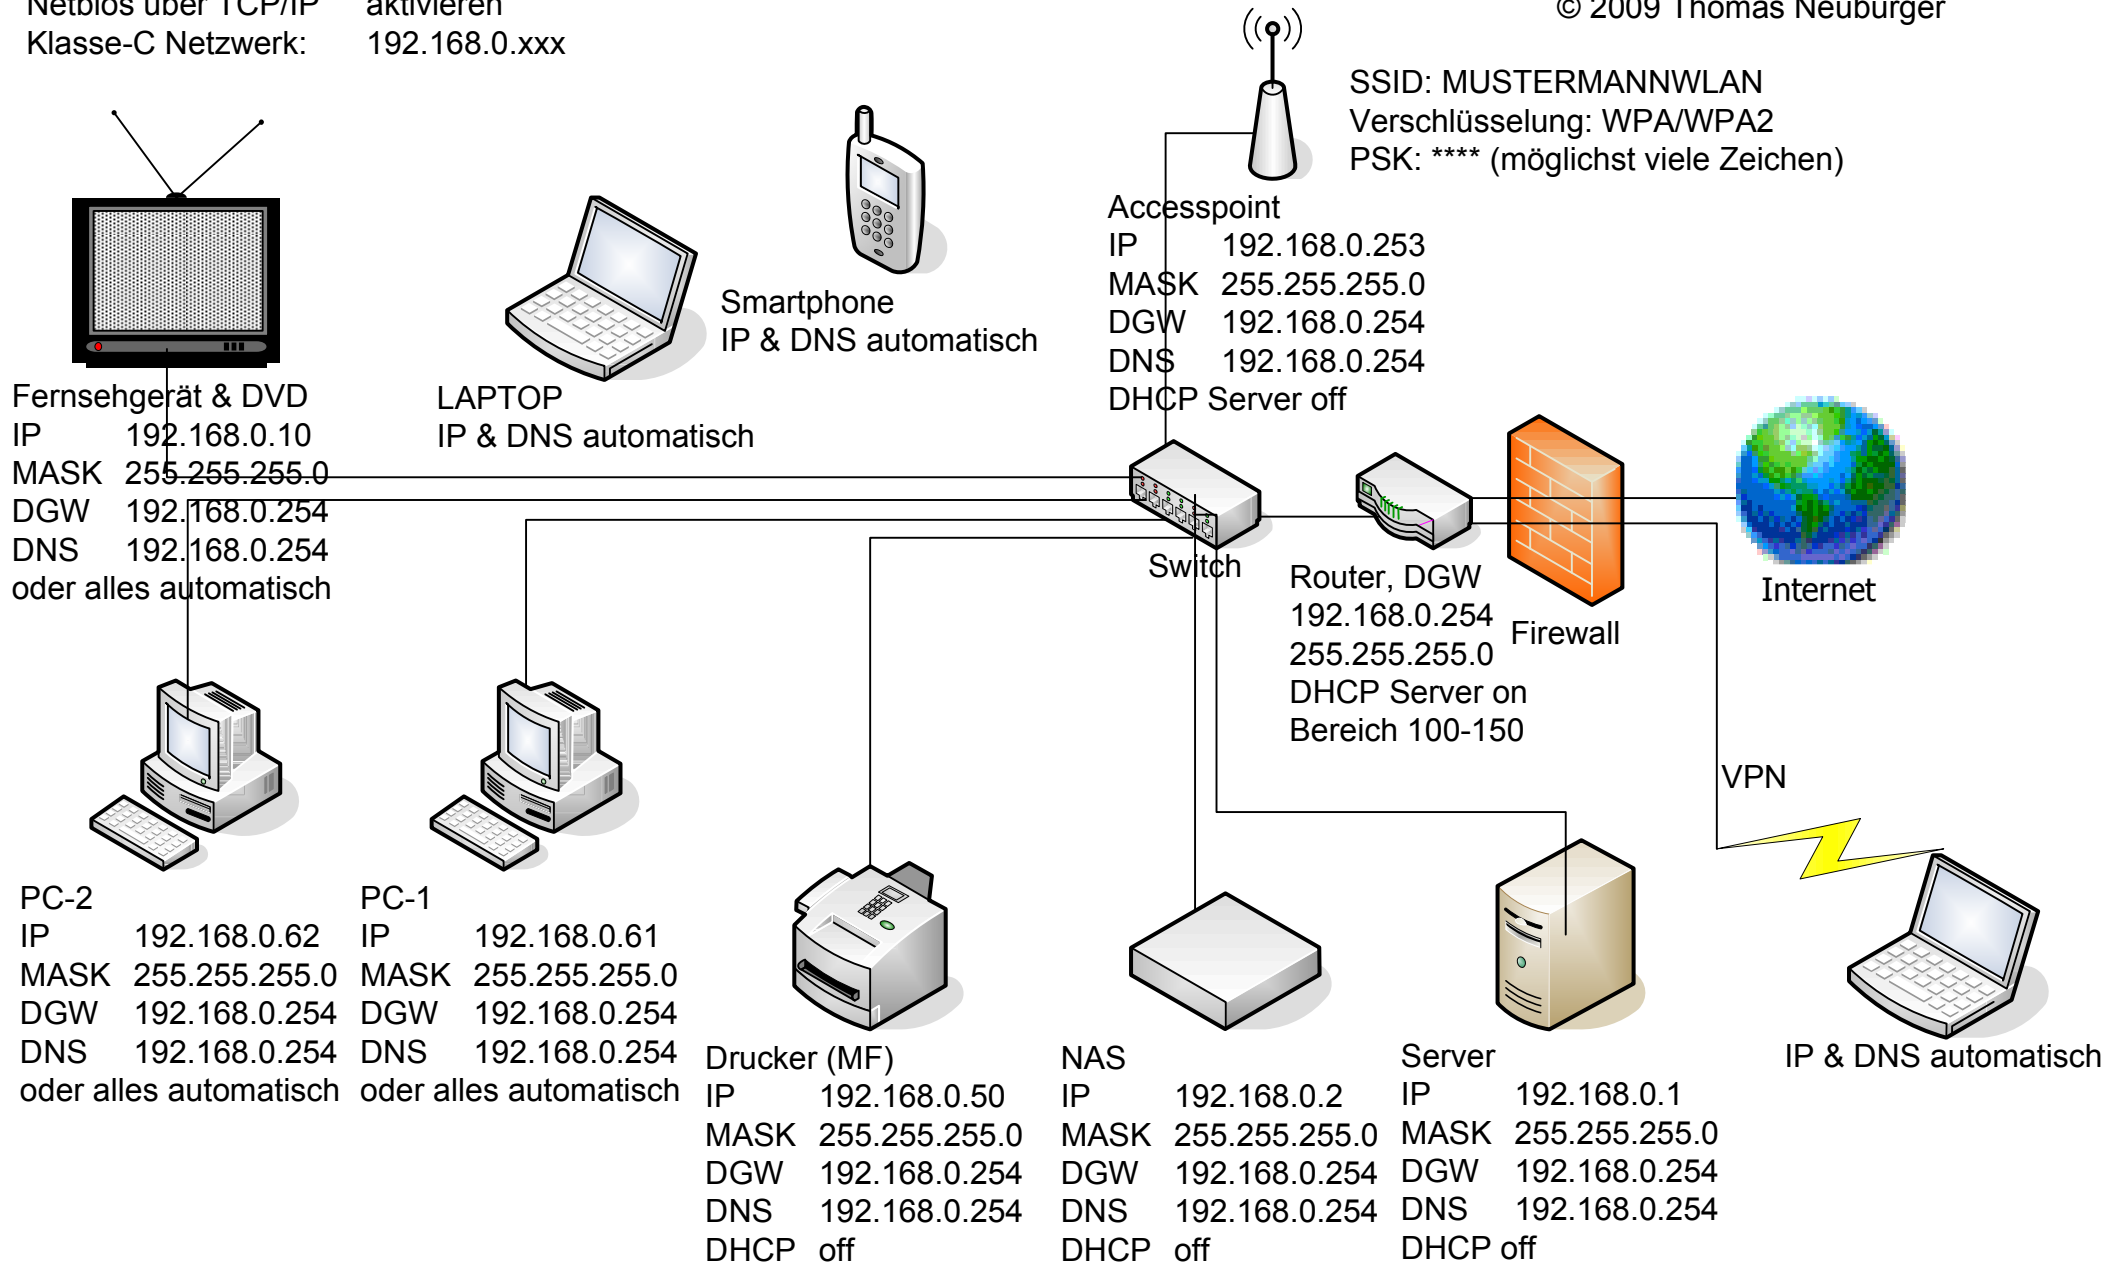 Netbios über TCP/IP aktivieren
Klasse-C Netzwerk: 192.168.0.xxx
© 2009 Thomas Neuburger
SSID: MUSTERMANNWLAN
Verschlüsselung: WPA/WPA2
PSK: **** (möglichst viele Zeichen)
Accesspoint
IP 192.168.0.253
MASK 255.255.255.0
DGW 192.168.0.254
DNS 192.168.0.254
DHCP Server off
Smartphone
IP & DNS automatisch
LAPTOP
IP & DNS automatisch
Fernsehgerät & DVD
IP 192.168.0.10
MASK 255.255.255.0
DGW 192.168.0.254
DNS 192.168.0.254
oder alles automatisch
Switch
Router, DGW
192.168.0.254
255.255.255.0
DHCP Server on
Bereich 100-150
Firewall
Internet
VPN
PC-2
IP 192.168.0.62
MASK 255.255.255.0
DGW 192.168.0.254
DNS 192.168.0.254
oder alles automatisch
PC-1
IP 192.168.0.61
MASK 255.255.255.0
DGW 192.168.0.254
DNS 192.168.0.254
oder alles automatisch
Drucker (MF)
IP 192.168.0.50
MASK 255.255.255.0
DGW 192.168.0.254
DNS 192.168.0.254
DHCP off
NAS
IP 192.168.0.2
MASK 255.255.255.0
DGW 192.168.0.254
DNS 192.168.0.254
DHCP off
Server
IP 192.168.0.1
MASK 255.255.255.0
DGW 192.168.0.254
DNS 192.168.0.254
DHCP off
IP & DNS automatisch